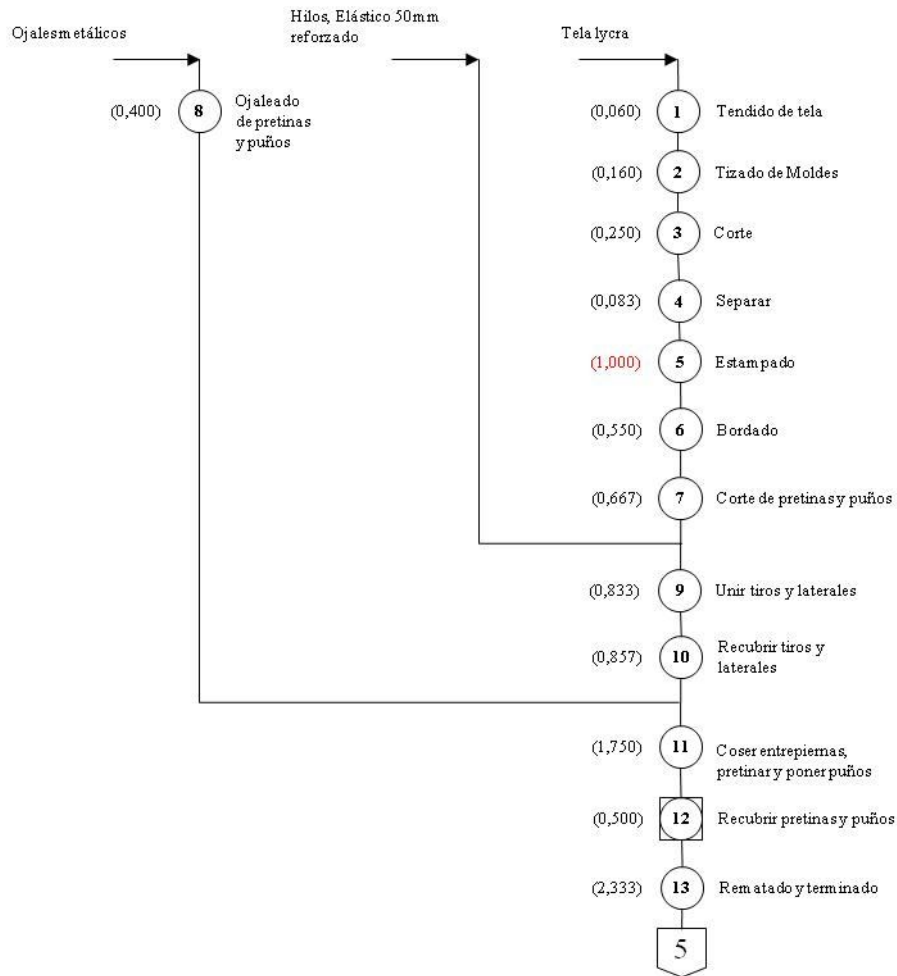 Ojales metálicos
Hilos, Elástico 50mm
reforzado
Tela lycra
(0,400) 8 Ojaleado
de pretinas
y puños
(0,060) 1 Tendido de tela
(0,160) 2 Tizado de Moldes
(0,250) 3 Corte
(0,083) 4 Separar
(1,000) 5 Estampado
(0,550) 6 Bordado
(0,667) 7 Corte de pretinas y puños
(0,833) 9 Unir tiros y laterales
(0,857) 10 Recubrir tiros y
laterales
(1,750) 11 Coser entrepiernas,
pretinar y poner puños
(0,500) 12 Recubrir pretinas y puños
(2,333) 13 Rematado y terminado
5